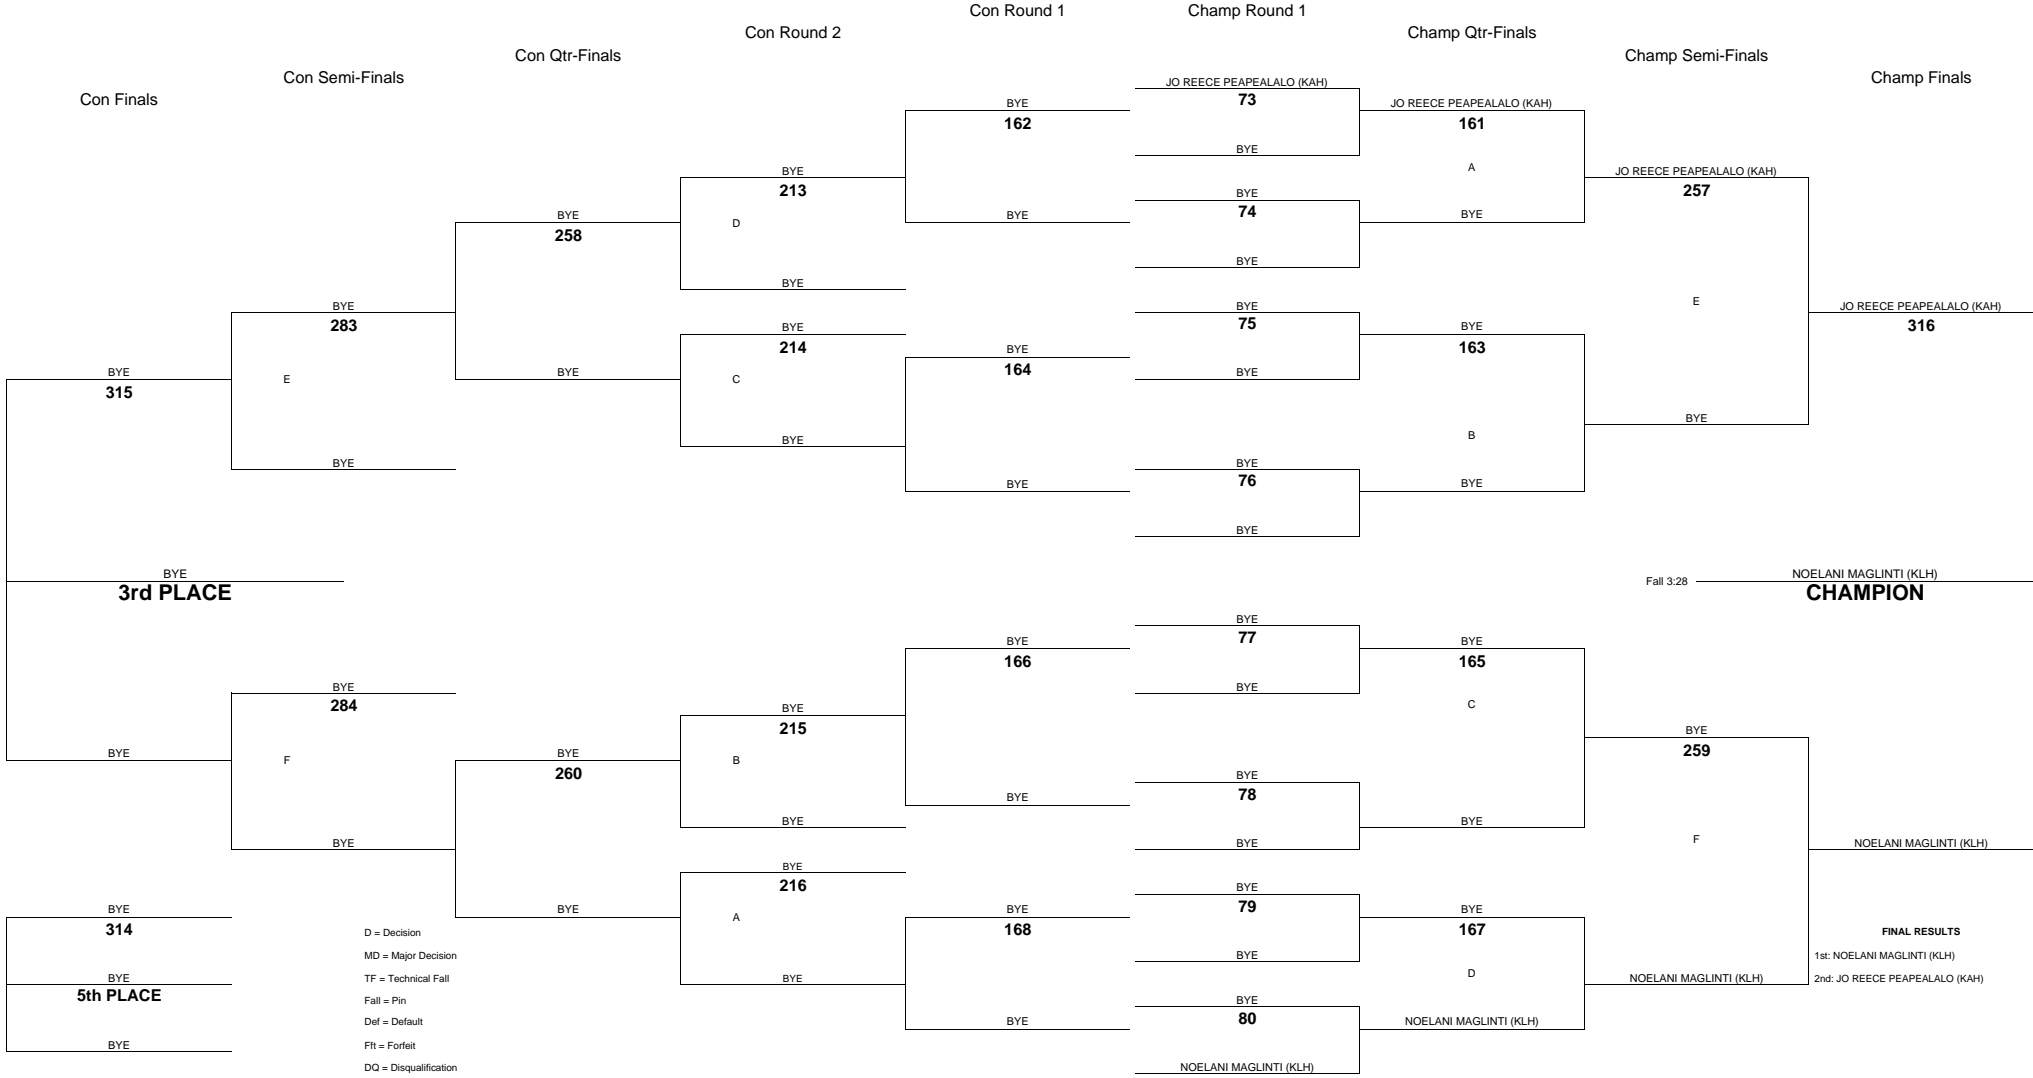 Con Round 1
Champ Round 1
Con Round 2
Champ Qtr-Finals
Con Qtr-Finals
Champ Semi-Finals
Con Semi-Finals
Champ Finals
Con Finals
JO REECE PEAPEALALO (KAH)
73
BYE
162
JO REECE PEAPEALALO (KAH)
161
BYE
A
BYE
213
JO REECE PEAPEALALO (KAH)
257
BYE
74
BYE
258
D
BYE
BYE
BYE
BYE
E
BYE
283
BYE
75
JO REECE PEAPEALALO (KAH)
316
BYE
214
BYE
163
BYE
164
BYE
315
E
BYE
C
BYE
BYE
BYE
B
BYE
BYE
76
BYE
BYE
BYE
BYE
3rd PLACE
Fall 3:28
NOELANI MAGLINTI (KLH)
CHAMPION
BYE
77
BYE
166
BYE
165
BYE
284
BYE
C
BYE
215
BYE
259
BYE
F
BYE
260
B
BYE
78
BYE
BYE
BYE
BYE
BYE
F
NOELANI MAGLINTI (KLH)
BYE
216
BYE
79
BYE
314
BYE
A
BYE
168
BYE
167
D = Decision
FINAL RESULTS
MD = Major Decision
BYE
1st: NOELANI MAGLINTI (KLH)
BYE
5th PLACE
TF = Technical Fall
BYE
D
NOELANI MAGLINTI (KLH)
2nd: JO REECE PEAPEALALO (KAH)
Fall = Pin
BYE
80
Def = Default
BYE
NOELANI MAGLINTI (KLH)
BYE
Fft = Forfeit
DQ = Disqualification
NOELANI MAGLINTI (KLH)